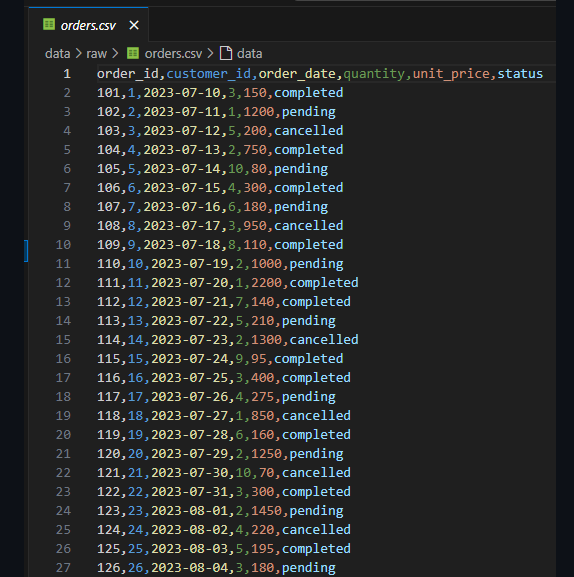 orders.csv ×
data > raw > orders.csv > data
1 order_id,customer_id,order_date,quantity,unit_price,status
2 101,1,2023-07-10,3,150,completed
3 102,2,2023-07-11,1,1200,pending
4 103,3,2023-07-12,5,200,cancelled
5 104,4,2023-07-13,2,750,completed
6 105,5,2023-07-14,10,80,pending
7 106,6,2023-07-15,4,300,completed
8 107,7,2023-07-16,6,180,pending
9 108,8,2023-07-17,3,950,cancelled
10 109,9,2023-07-18,8,110,completed
11 110,10,2023-07-19,2,1000,pending
12 111,11,2023-07-20,1,2200,completed
13 112,12,2023-07-21,7,140,completed
14 113,13,2023-07-22,5,210,pending
15 114,14,2023-07-23,2,1300,cancelled
16 115,15,2023-07-24,9,95,completed
17 116,16,2023-07-25,3,400,completed
18 117,17,2023-07-26,4,275,pending
19 118,18,2023-07-27,1,850,cancelled
20 119,19,2023-07-28,6,160,completed
21 120,20,2023-07-29,2,1250,pending
22 121,21,2023-07-30,10,70,cancelled
23 122,22,2023-07-31,3,300,completed
24 123,23,2023-08-01,2,1450,pending
25 124,24,2023-08-02,4,220,cancelled
26 125,25,2023-08-03,5,195,completed
27 126,26,2023-08-04,3,180,pending